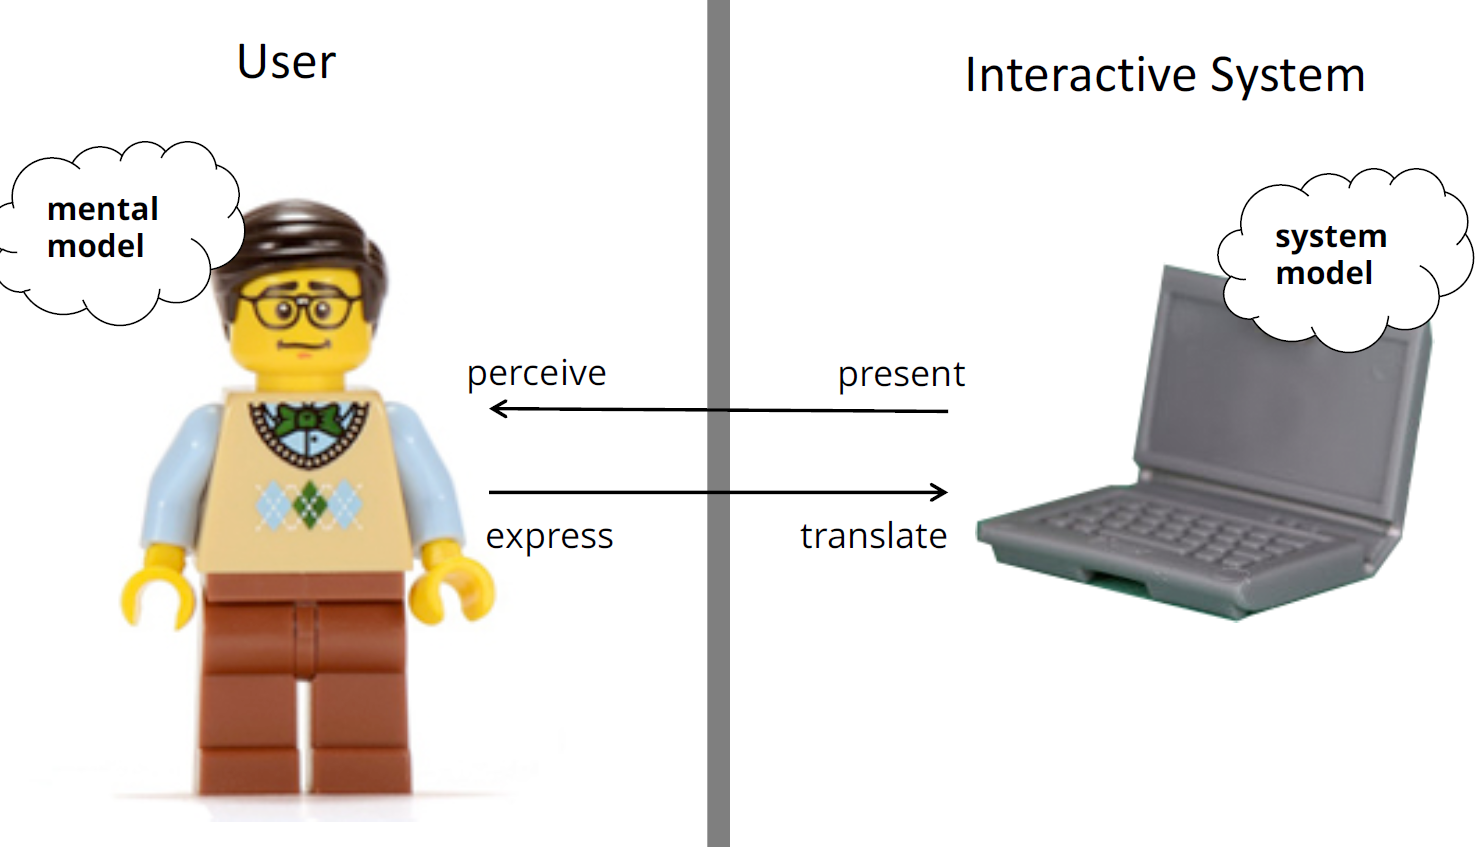 User
Interactive System
mental
model
system
model
perceive
present
express
translate